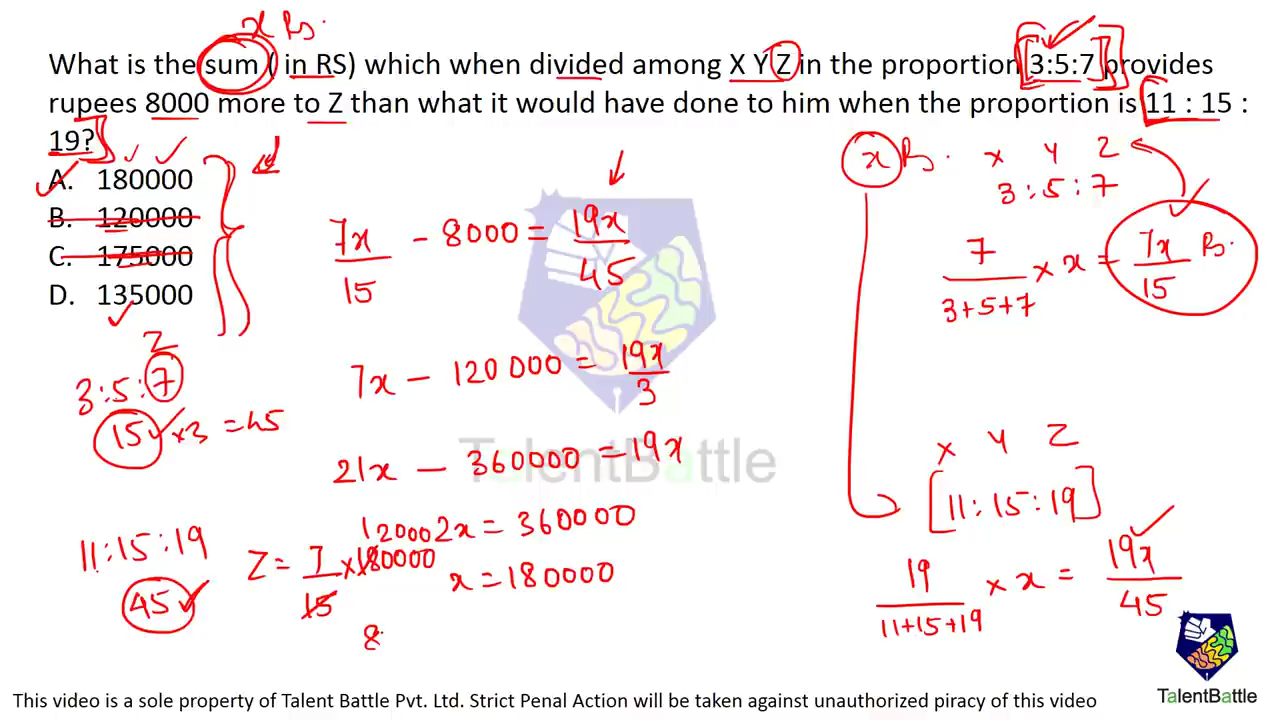 x Rs.
What is the sum ( in RS) which when divided among X Y Z in the proportion 3:5:7 provides
rupees 8000 more to Z than what it would have done to him when the proportion is 11 : 15 :
19?
A. 180000
B. 120000
C. 175000
D. 135000
Z
3:5:7
15 ×3 = 45
11:15:19
45
7x/15 - 8000 = 19x/45
7x - 120000 = 19x/3
21x - 360000 = 19x
2x = 360000
x = 180000
12000
Z = 7/15 × 180000
8
x Rs. X Y Z
3:5:7
7/3+5+7 × x = 7x/15 Rs.
X Y Z
[11:15:19]
19/11+15+19 × x = 19x/45
TalentBattle
TalentBattle
This video is a sole property of Talent Battle Pvt. Ltd. Strict Penal Action will be taken against unauthorized piracy of this video